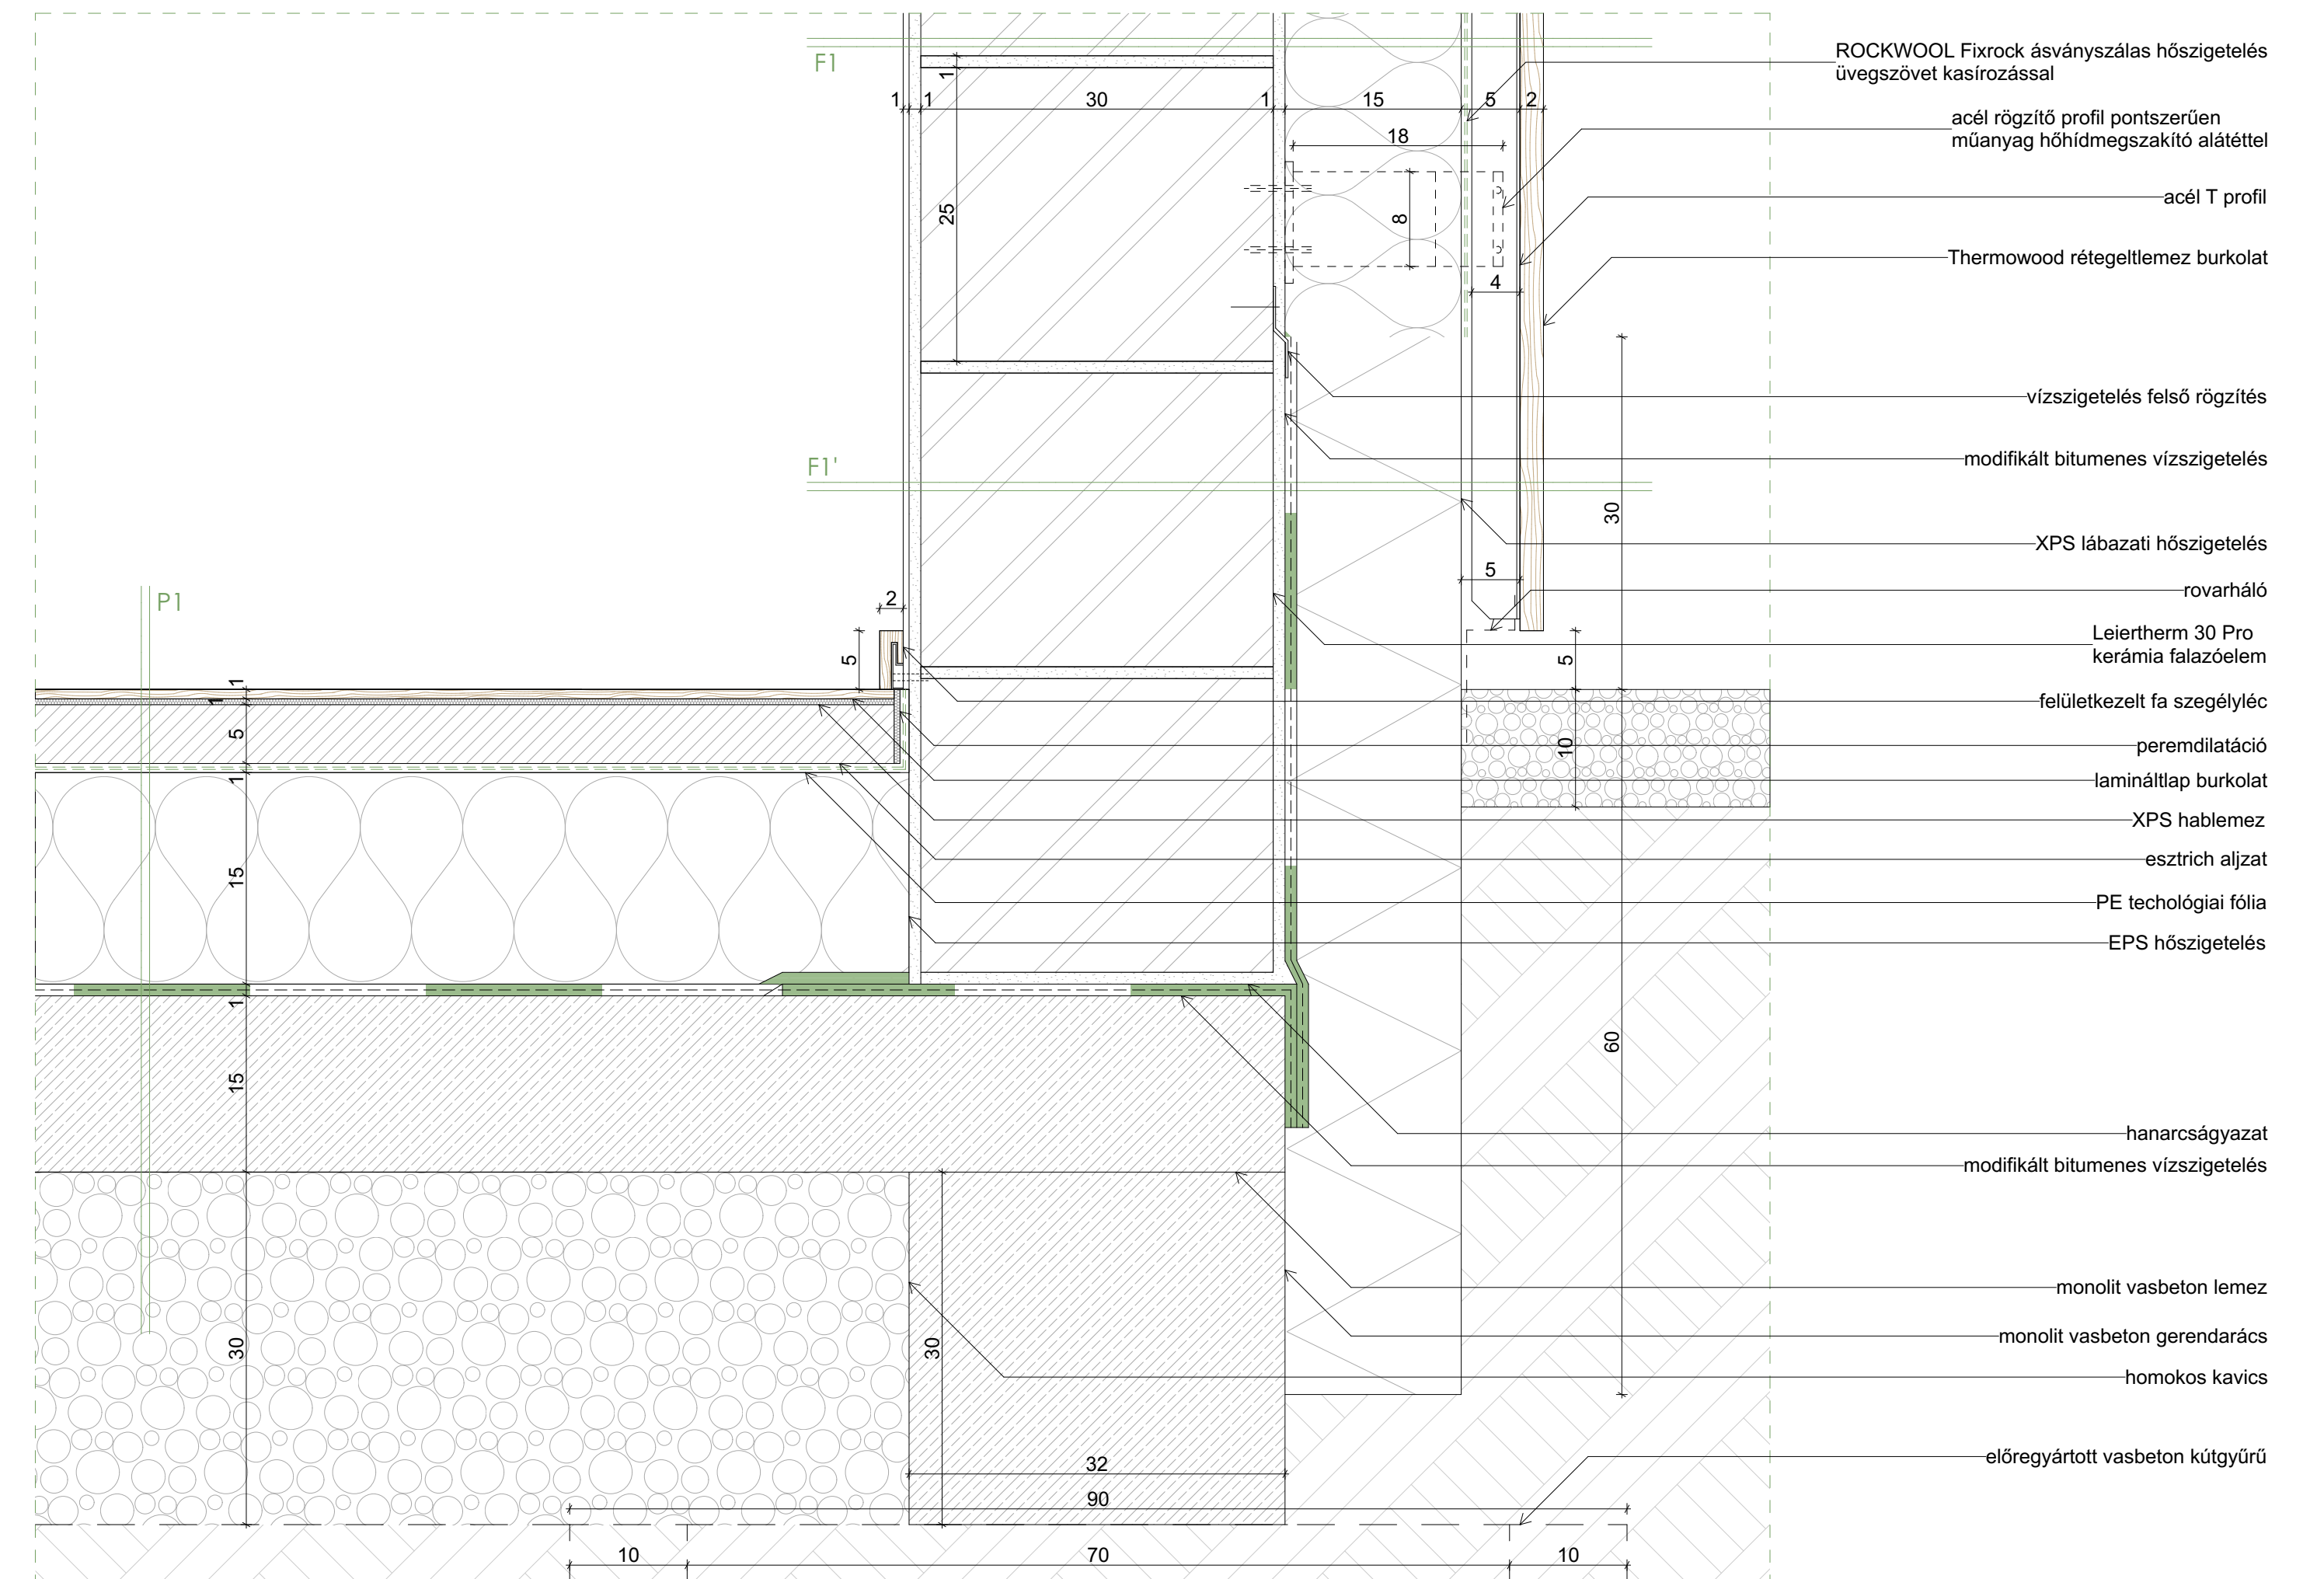 F1
1
1
1
30
1
15
5
2
18
25
8
4
F1'
30
5
P1
2
5
5
1
1
5
10
1
15
1
60
15
30
30
32
90
10
70
10
ROCKWOOL Fixrock ásványszálas hőszigetelés
üvegszövet kasírozással
acél rögzítő profil pontszerűen
műanyag hőhídmegszakító alátéttel
acél T profil
Thermowood rétegeltlemez burkolat
vízszigetelés felső rögzítés
modifikált bitumenes vízszigetelés
XPS lábazati hőszigetelés
rovarháló
Leiertherm 30 Pro
kerámia falazóelem
felületkezelt fa szegélyléc
peremdilatáció
lamináltlap burkolat
XPS hablemez
esztrich aljzat
PE techológiai fólia
EPS hőszigetelés
hanarcságyazat
modifikált bitumenes vízszigetelés
monolit vasbeton lemez
monolit vasbeton gerendarács
homokos kavics
előregyártott vasbeton kútgyűrű